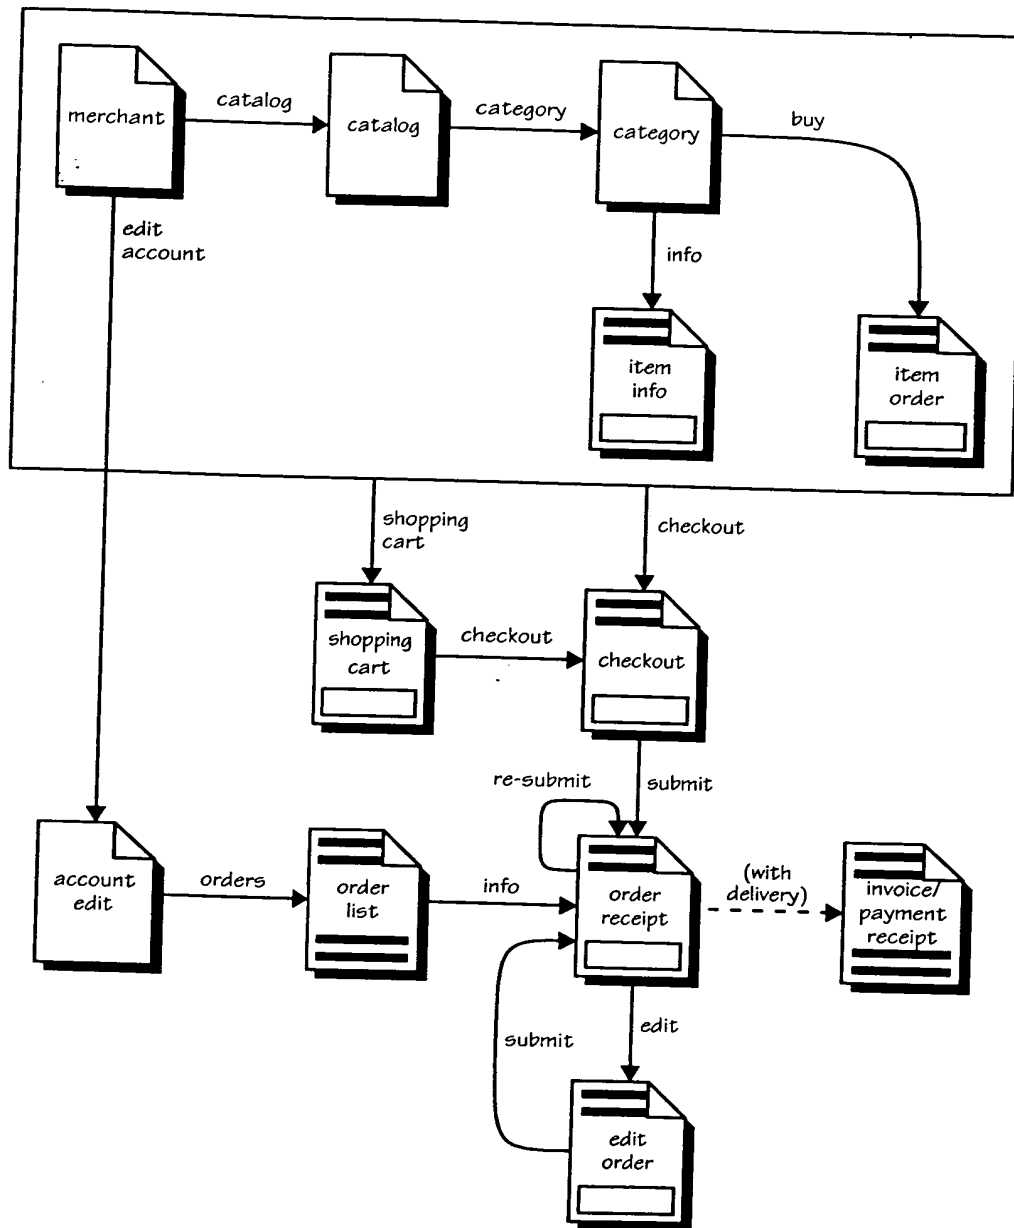 merchant
catalog
catalog
category
category
buy
edit
account
info
item
info
item
order
shopping
cart
checkout
shopping
cart
checkout
checkout
re-submit
submit
account
edit
orders
order
list
info
order
receipt
(with
delivery)
invoice/
payment
receipt
submit
edit
edit
order